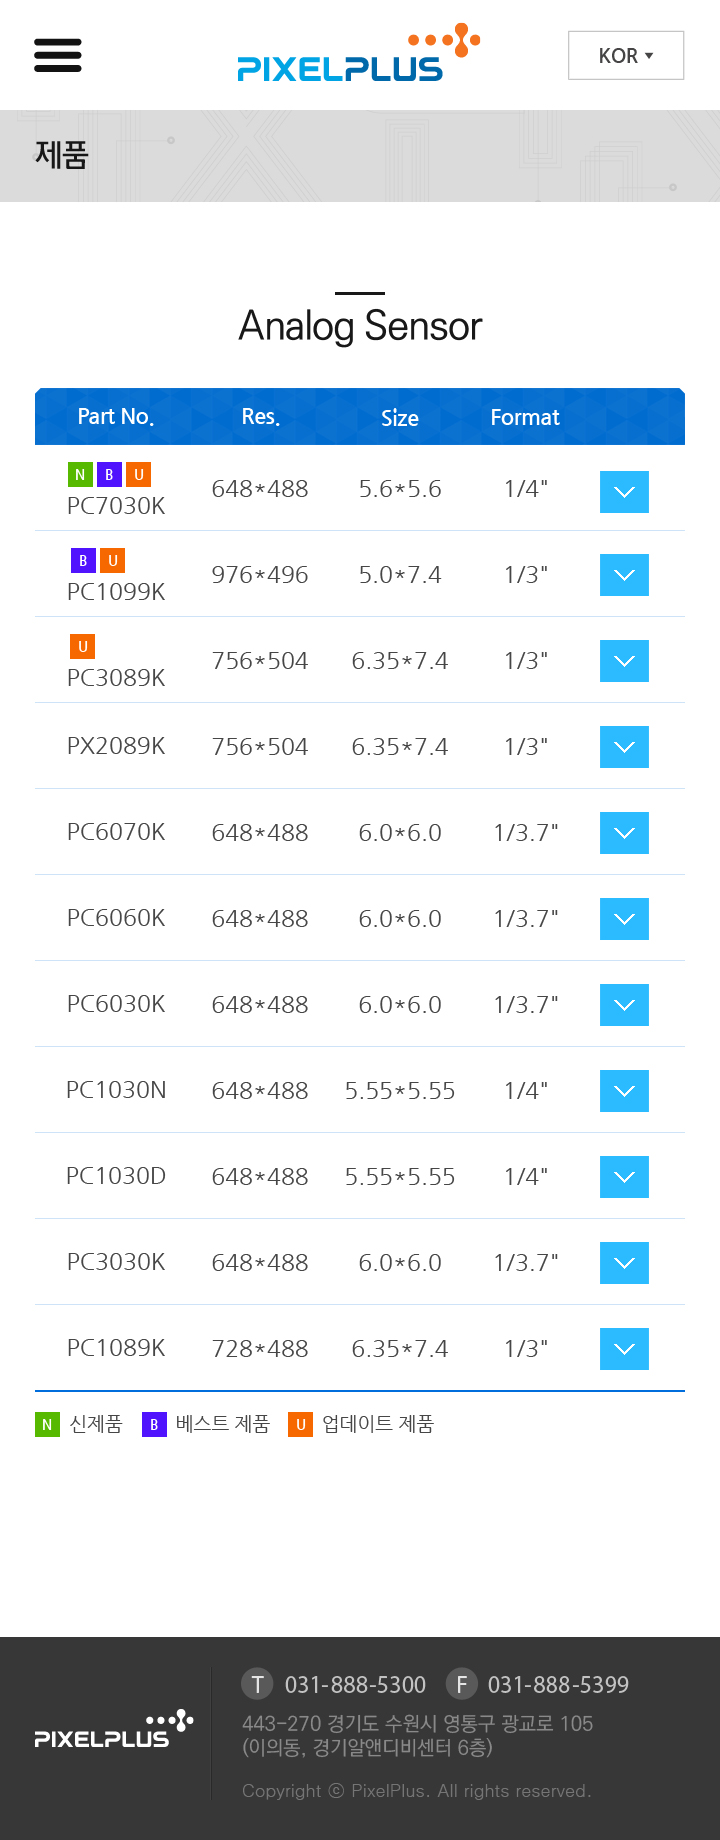 PIXELPLUS
KOR ▼
제품
Analog Sensor
Part No. Res. Size Format
N B U
PC7030K 648*488 5.6*5.6 1/4"
B U
PC1099K 976*496 5.0*7.4 1/3"
U
PC3089K 756*504 6.35*7.4 1/3"
PX2089K 756*504 6.35*7.4 1/3"
PC6070K 648*488 6.0*6.0 1/3.7"
PC6060K 648*488 6.0*6.0 1/3.7"
PC6030K 648*488 6.0*6.0 1/3.7"
PC1030N 648*488 5.55*5.55 1/4"
PC1030D 648*488 5.55*5.55 1/4"
PC3030K 648*488 6.0*6.0 1/3.7"
PC1089K 728*488 6.35*7.4 1/3"
N 신제품 B 베스트 제품 U 업데이트 제품
PIXELPLUS
T 031-888-5300 F 031-888-5399
443-270 경기도 수원시 영통구 광교로 105
(이의동, 경기알앤디비센터 6층)
Copyright ⓒ PixelPlus. All rights reserved.